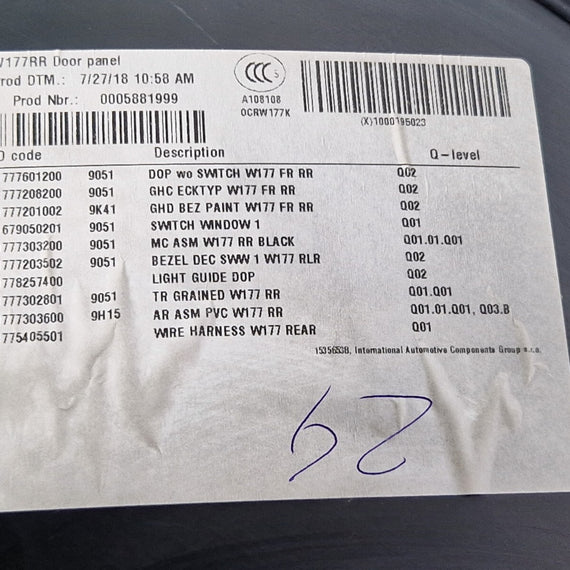 W177RR Door panel
Prod DTM.: 7/27/18 10:58 AM
Prod Nbr.: 0005881999
CCC S
A108108
0CRW177K
(X)1000195023
D code Description Q-level
777601200 9051 DOP wo SWITCH W177 FR RR Q02
777208200 9051 GHC ECKTYP W177 FR RR Q02
777201002 9K41 GHD BEZ PAINT W177 FR RR Q02
679050201 9051 SWITCH WINDOW 1 Q01
777303200 9051 MC ASM W177 RR BLACK Q01.01.Q01
777203502 9051 BEZEL DEC SWW 1 W177 RLR Q02
778257400 LIGHT GUIDE DOP Q02
777302801 9051 TR GRAINED W177 RR Q01.Q01
777303600 9H15 AR ASM PVC W177 RR Q01.01.Q01, Q03.B
775405501 WIRE HARNESS W177 REAR Q01
15356538, International Automotive Components Group s.r.o.